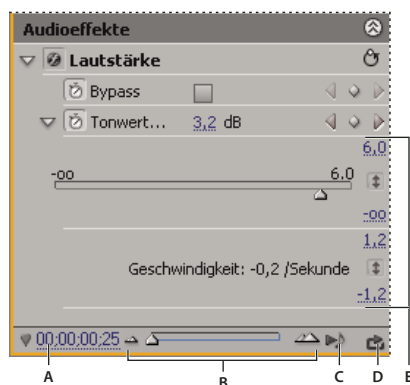 Audioeffekte
Lautstärke
Bypass
Tonwert... 3,2 dB
6,0
-oo 6.0
-oo
1,2
Geschwindigkeit: -0,2 /Sekunde
-1,2
00;00;00;25
A B C D E